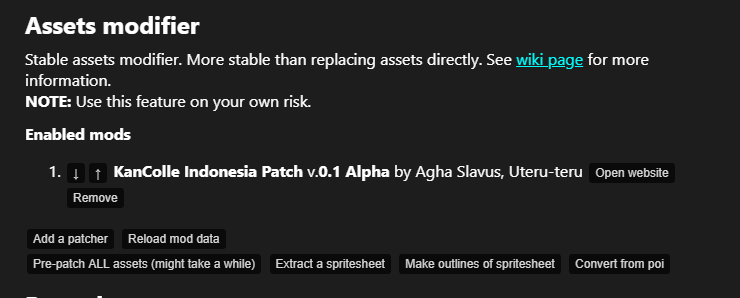 Assets modifier
Stable assets modifier. More stable than replacing assets directly. See wiki page for more
information.
NOTE: Use this feature on your own risk.
Enabled mods
1. ↓ ↑ KanColle Indonesia Patch v.0.1 Alpha by Agha Slavus, Uteru-teru Open website
Remove
Add a patcher Reload mod data
Pre-patch ALL assets (might take a while) Extract a spritesheet Make outlines of spritesheet Convert from poi